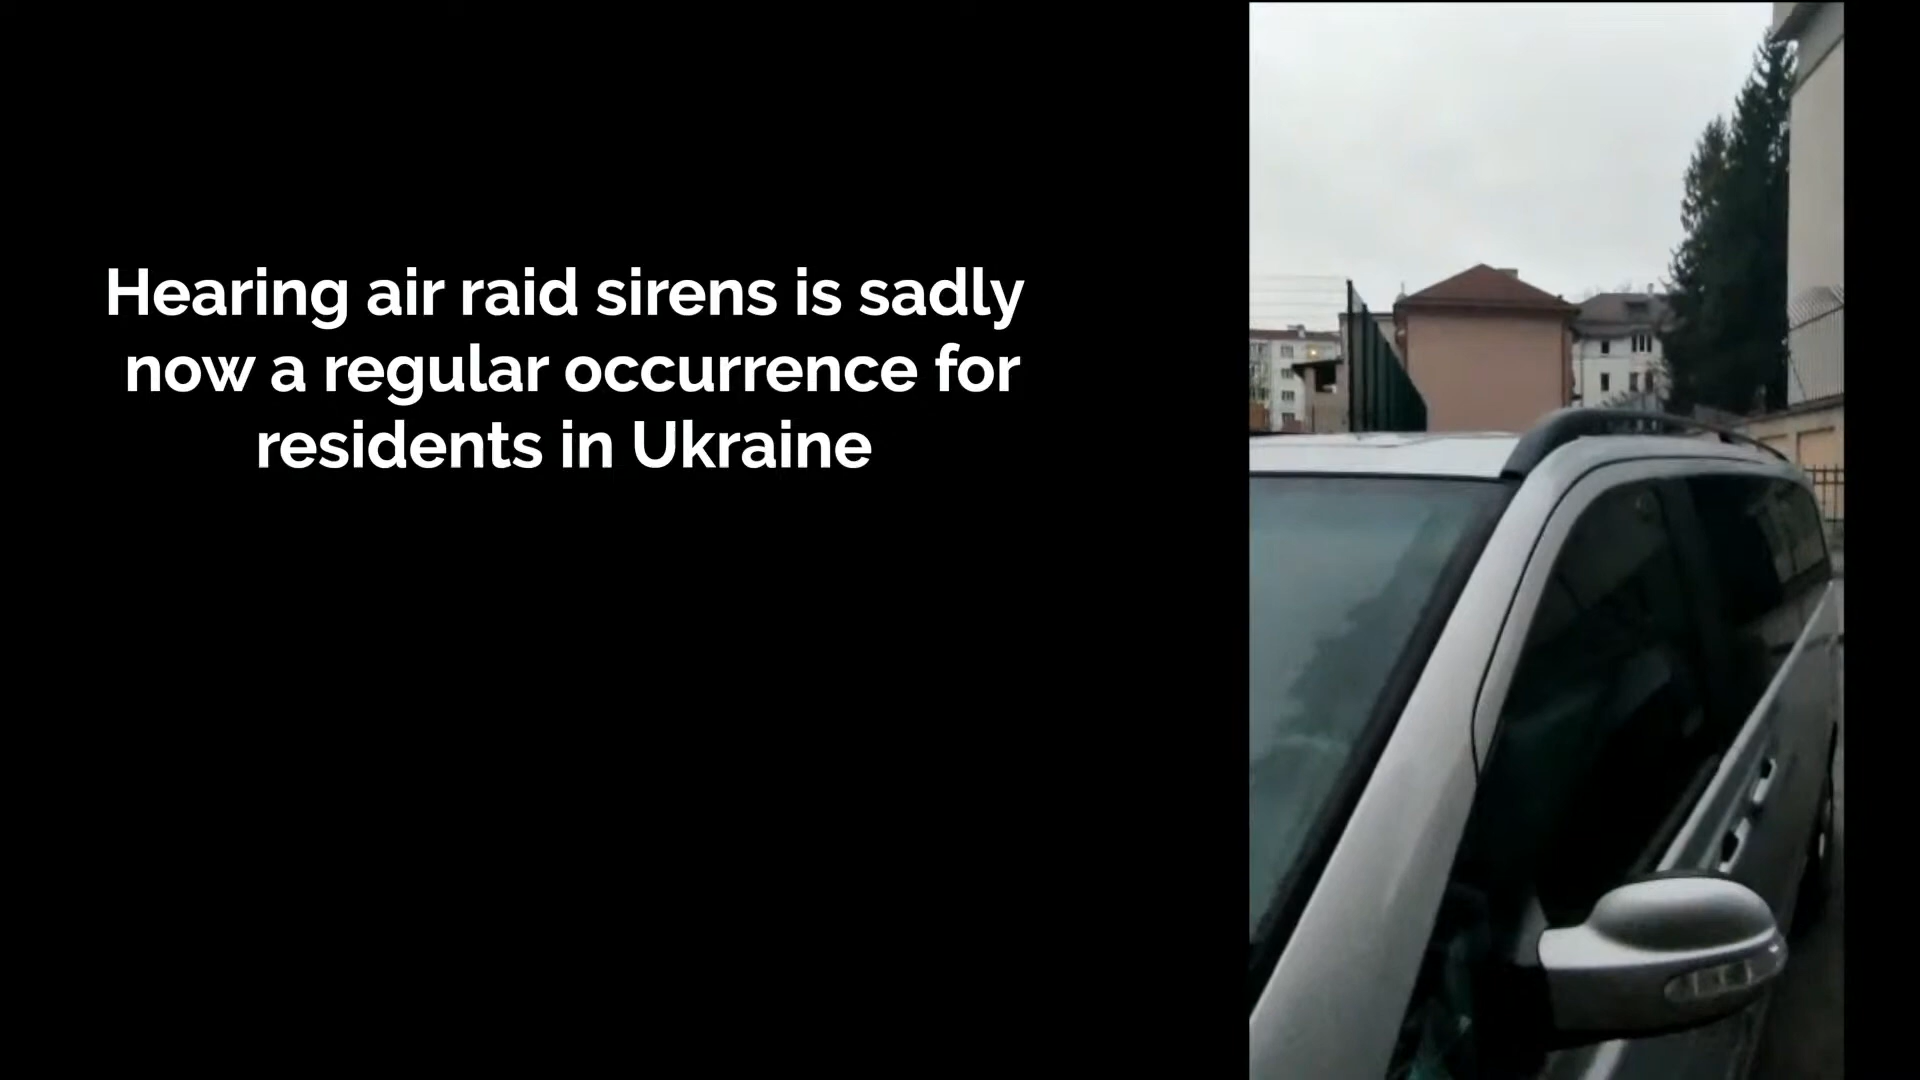 Hearing air raid sirens is sadly
now a regular occurrence for
residents in Ukraine